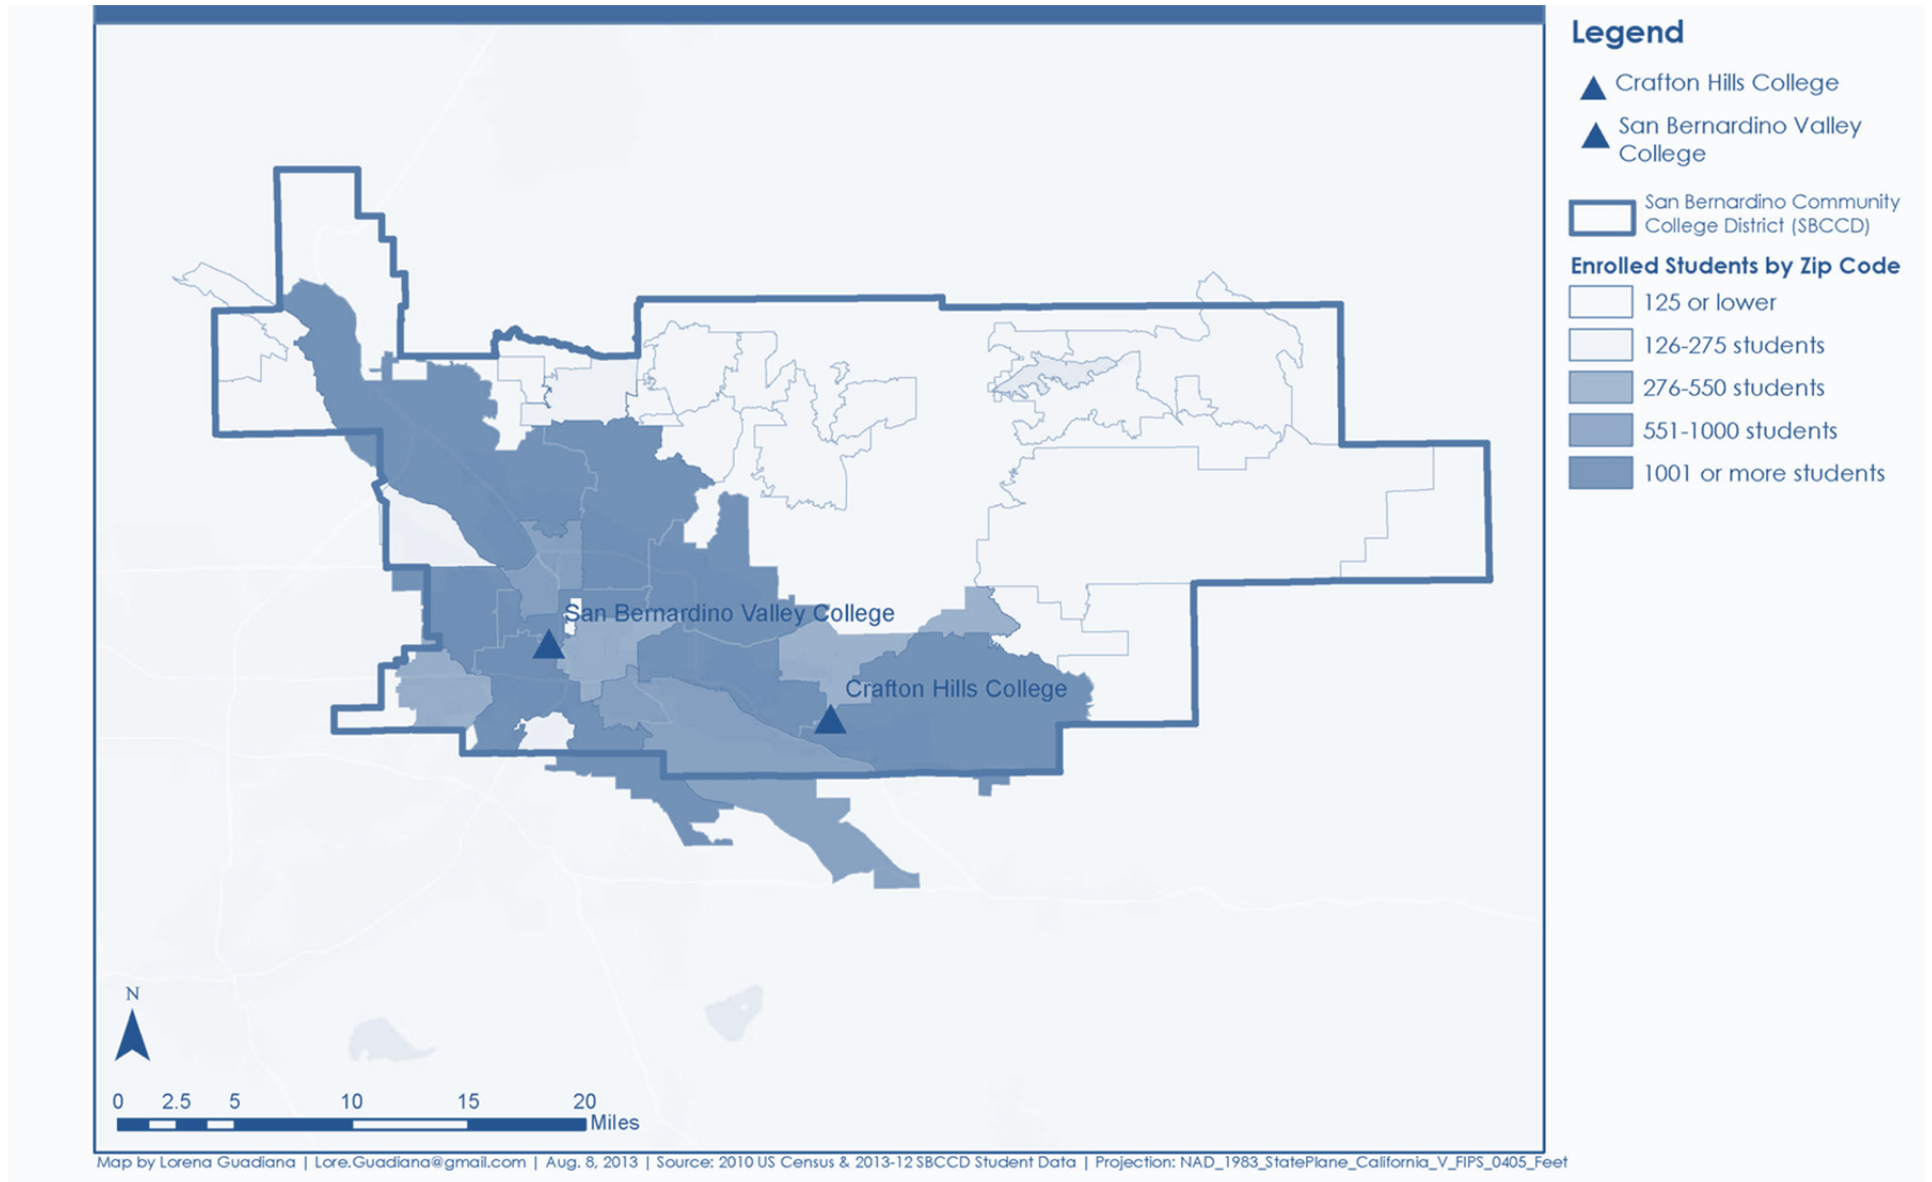 Legend
Crafton Hills College
San Bernardino Valley
College
San Bernardino Community
College District (SBCCD)
Enrolled Students by Zip Code
125 or lower
126-275 students
276-550 students
551-1000 students
1001 or more students
San Bernardino Valley College
Crafton Hills College
N
0 2.5 5 10 15 20
Miles
Map by Lorena Guadiana | Lore.Guadiana@gmail.com | Aug. 8, 2013 | Source: 2010 US Census & 2013-12 SBCCD Student Data | Projection: NAD_1983_StatePlane_California_V_FIPS_0405_Feet